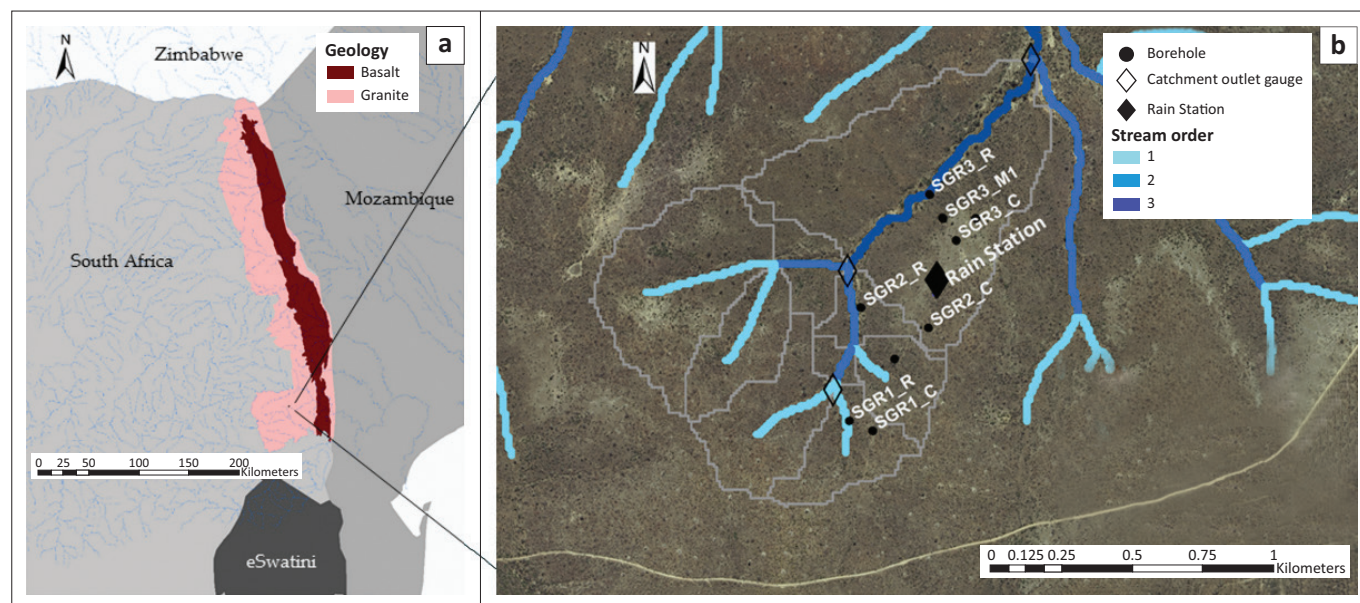 a
N
Zimbabwe
Geology
Basalt
Granite
Mozambique
South Africa
0 25 50 100 150 200
Kilometers
eSwatini
b
N
Borehole
Catchment outlet gauge
Rain Station
Stream order
1
2
3
SGR3_R
SGR3_M1
SGR3_C
Rain Station
SGR2_R
SGR2_C
SGR1_R
SGR1_C
0 0.125 0.25 0.5 0.75 1
Kilometers